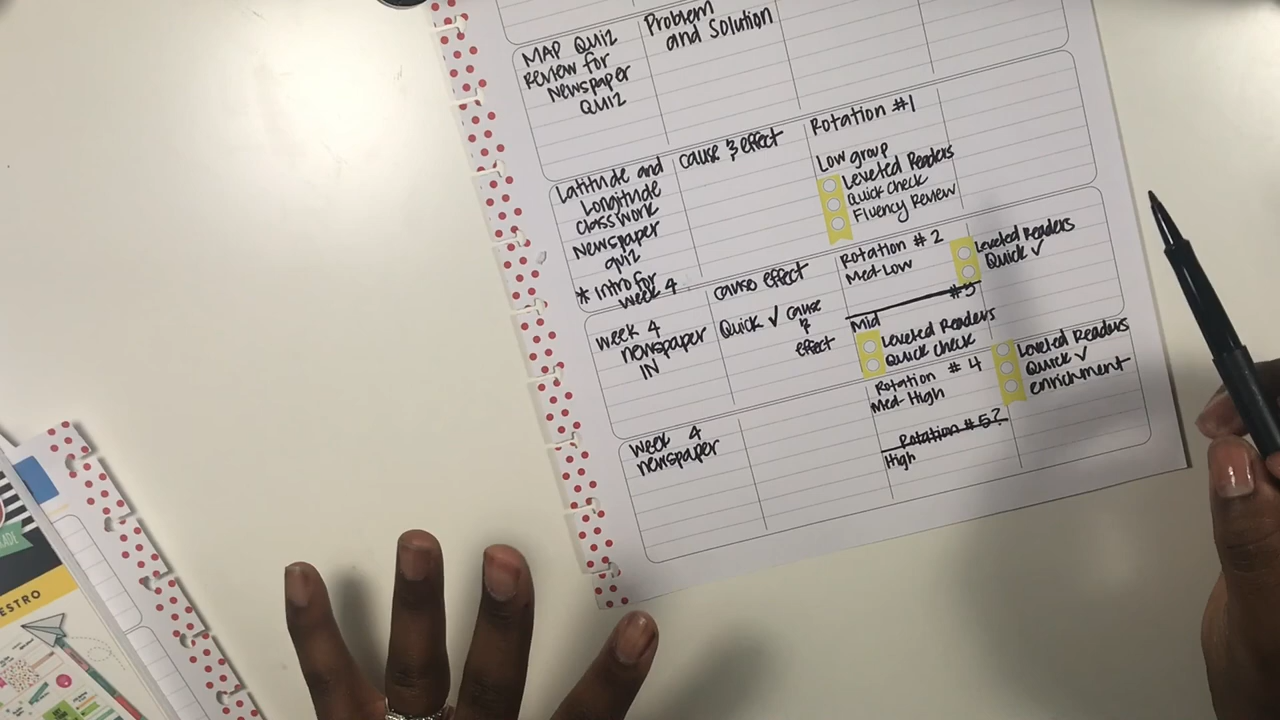 MAP QUIZ
Review for
Newspaper
QUIZ
Problem
and Solution
Latitude and
Longitude
classwork
Newspaper
quiz
* intro for
week 4
cause & effect
Rotation #1
Low group
Leveled Readers
Quick Check
Fluency Review
week 4
newspaper
IN
cause effect
Quick ✓ cause
&
effect
Rotation #2
Med-Low
Leveled Readers
Quick ✓
#3
Mid
Leveled Readers
Quick Check
week 4
newspaper
Rotation #4
Med-High
Leveled Readers
Quick ✓
enrichment
Rotation #5?
High
ADE
ESTRO